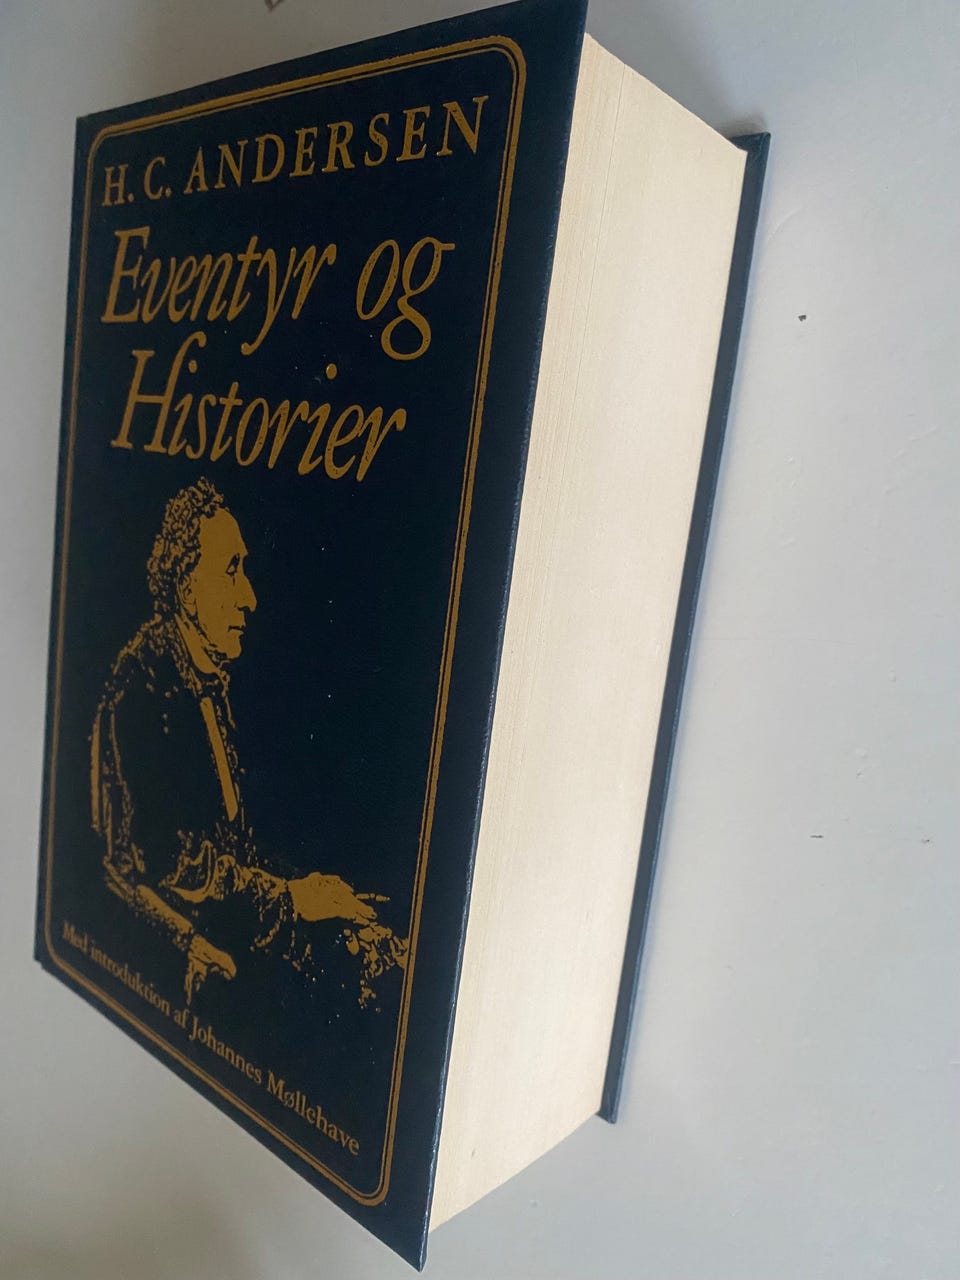 H. C. ANDERSEN
Eventyr og
Historier
Med introduktion af Johannes Møllehave